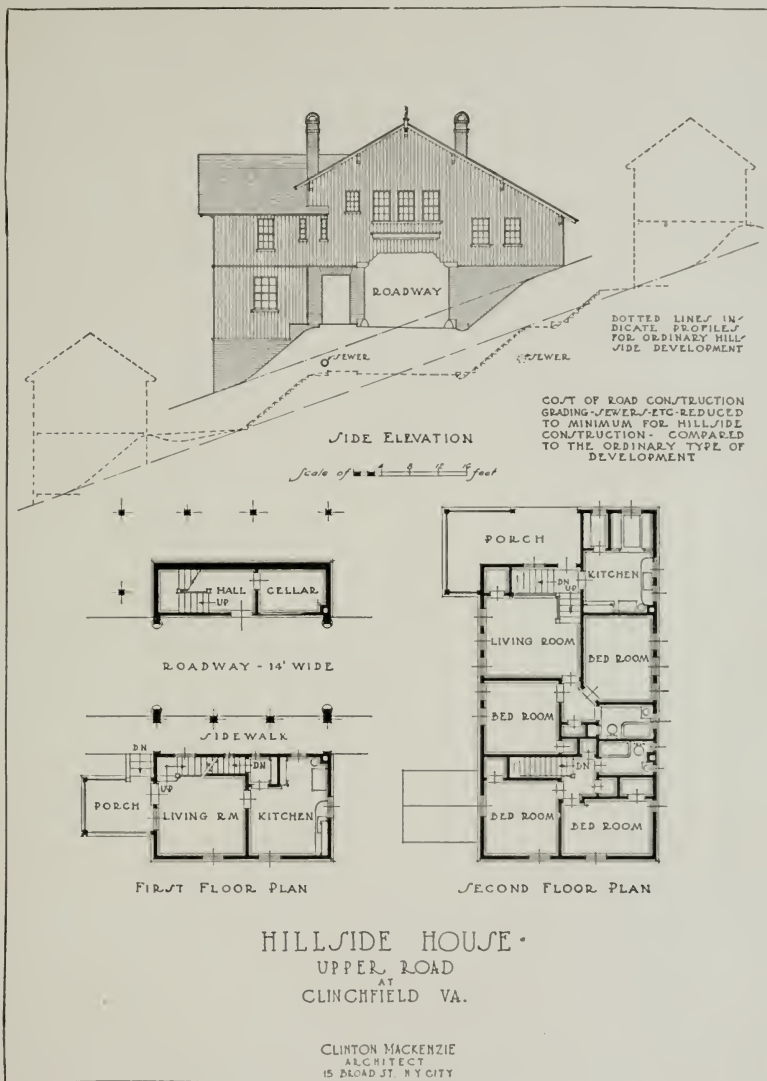 ROADWAY
DOTTED LINES IN-
DICATE PROFILES
FOR ORDINARY HILL-
SIDE DEVELOPMENT
SEWER
SEWER
COST OF ROAD CONSTRUCTION
GRADING-SEWERS-ETC-REDUCED
TO MINIMUM FOR HILLSIDE
CONSTRUCTION - COMPARED
TO THE ORDINARY TYPE OF
DEVELOPMENT
SIDE ELEVATION
Scale of 4 8 12 16 feet
PORCH
KITCHEN
DN
UP
LIVING ROOM
BED ROOM
BED ROOM
DN
BED ROOM
BED ROOM
SECOND FLOOR PLAN
HALL
CELLAR
UP
ROADWAY - 14' WIDE
SIDEWALK
DN
DN
UP
PORCH
LIVING RM
KITCHEN
FIRST FLOOR PLAN
HILLSIDE HOUSE.
UPPER ROAD
AT
CLINCHFIELD VA.
CLINTON MACKENZIE
ARCHITECT
15 BROAD ST. N Y CITY